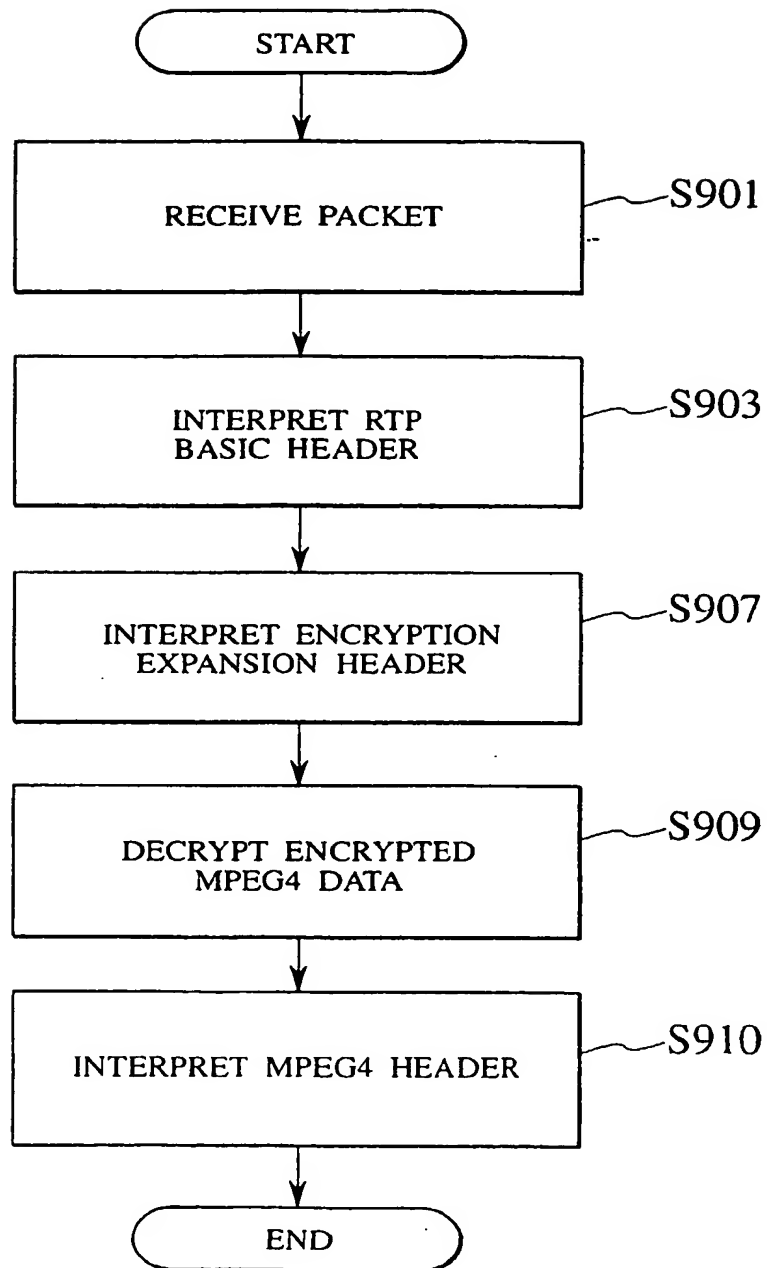 START
RECEIVE PACKET
S901
INTERPRET RTP
BASIC HEADER
S903
INTERPRET ENCRYPTION
EXPANSION HEADER
S907
DECRYPT ENCRYPTED
MPEG4 DATA
S909
INTERPRET MPEG4 HEADER
S910
END